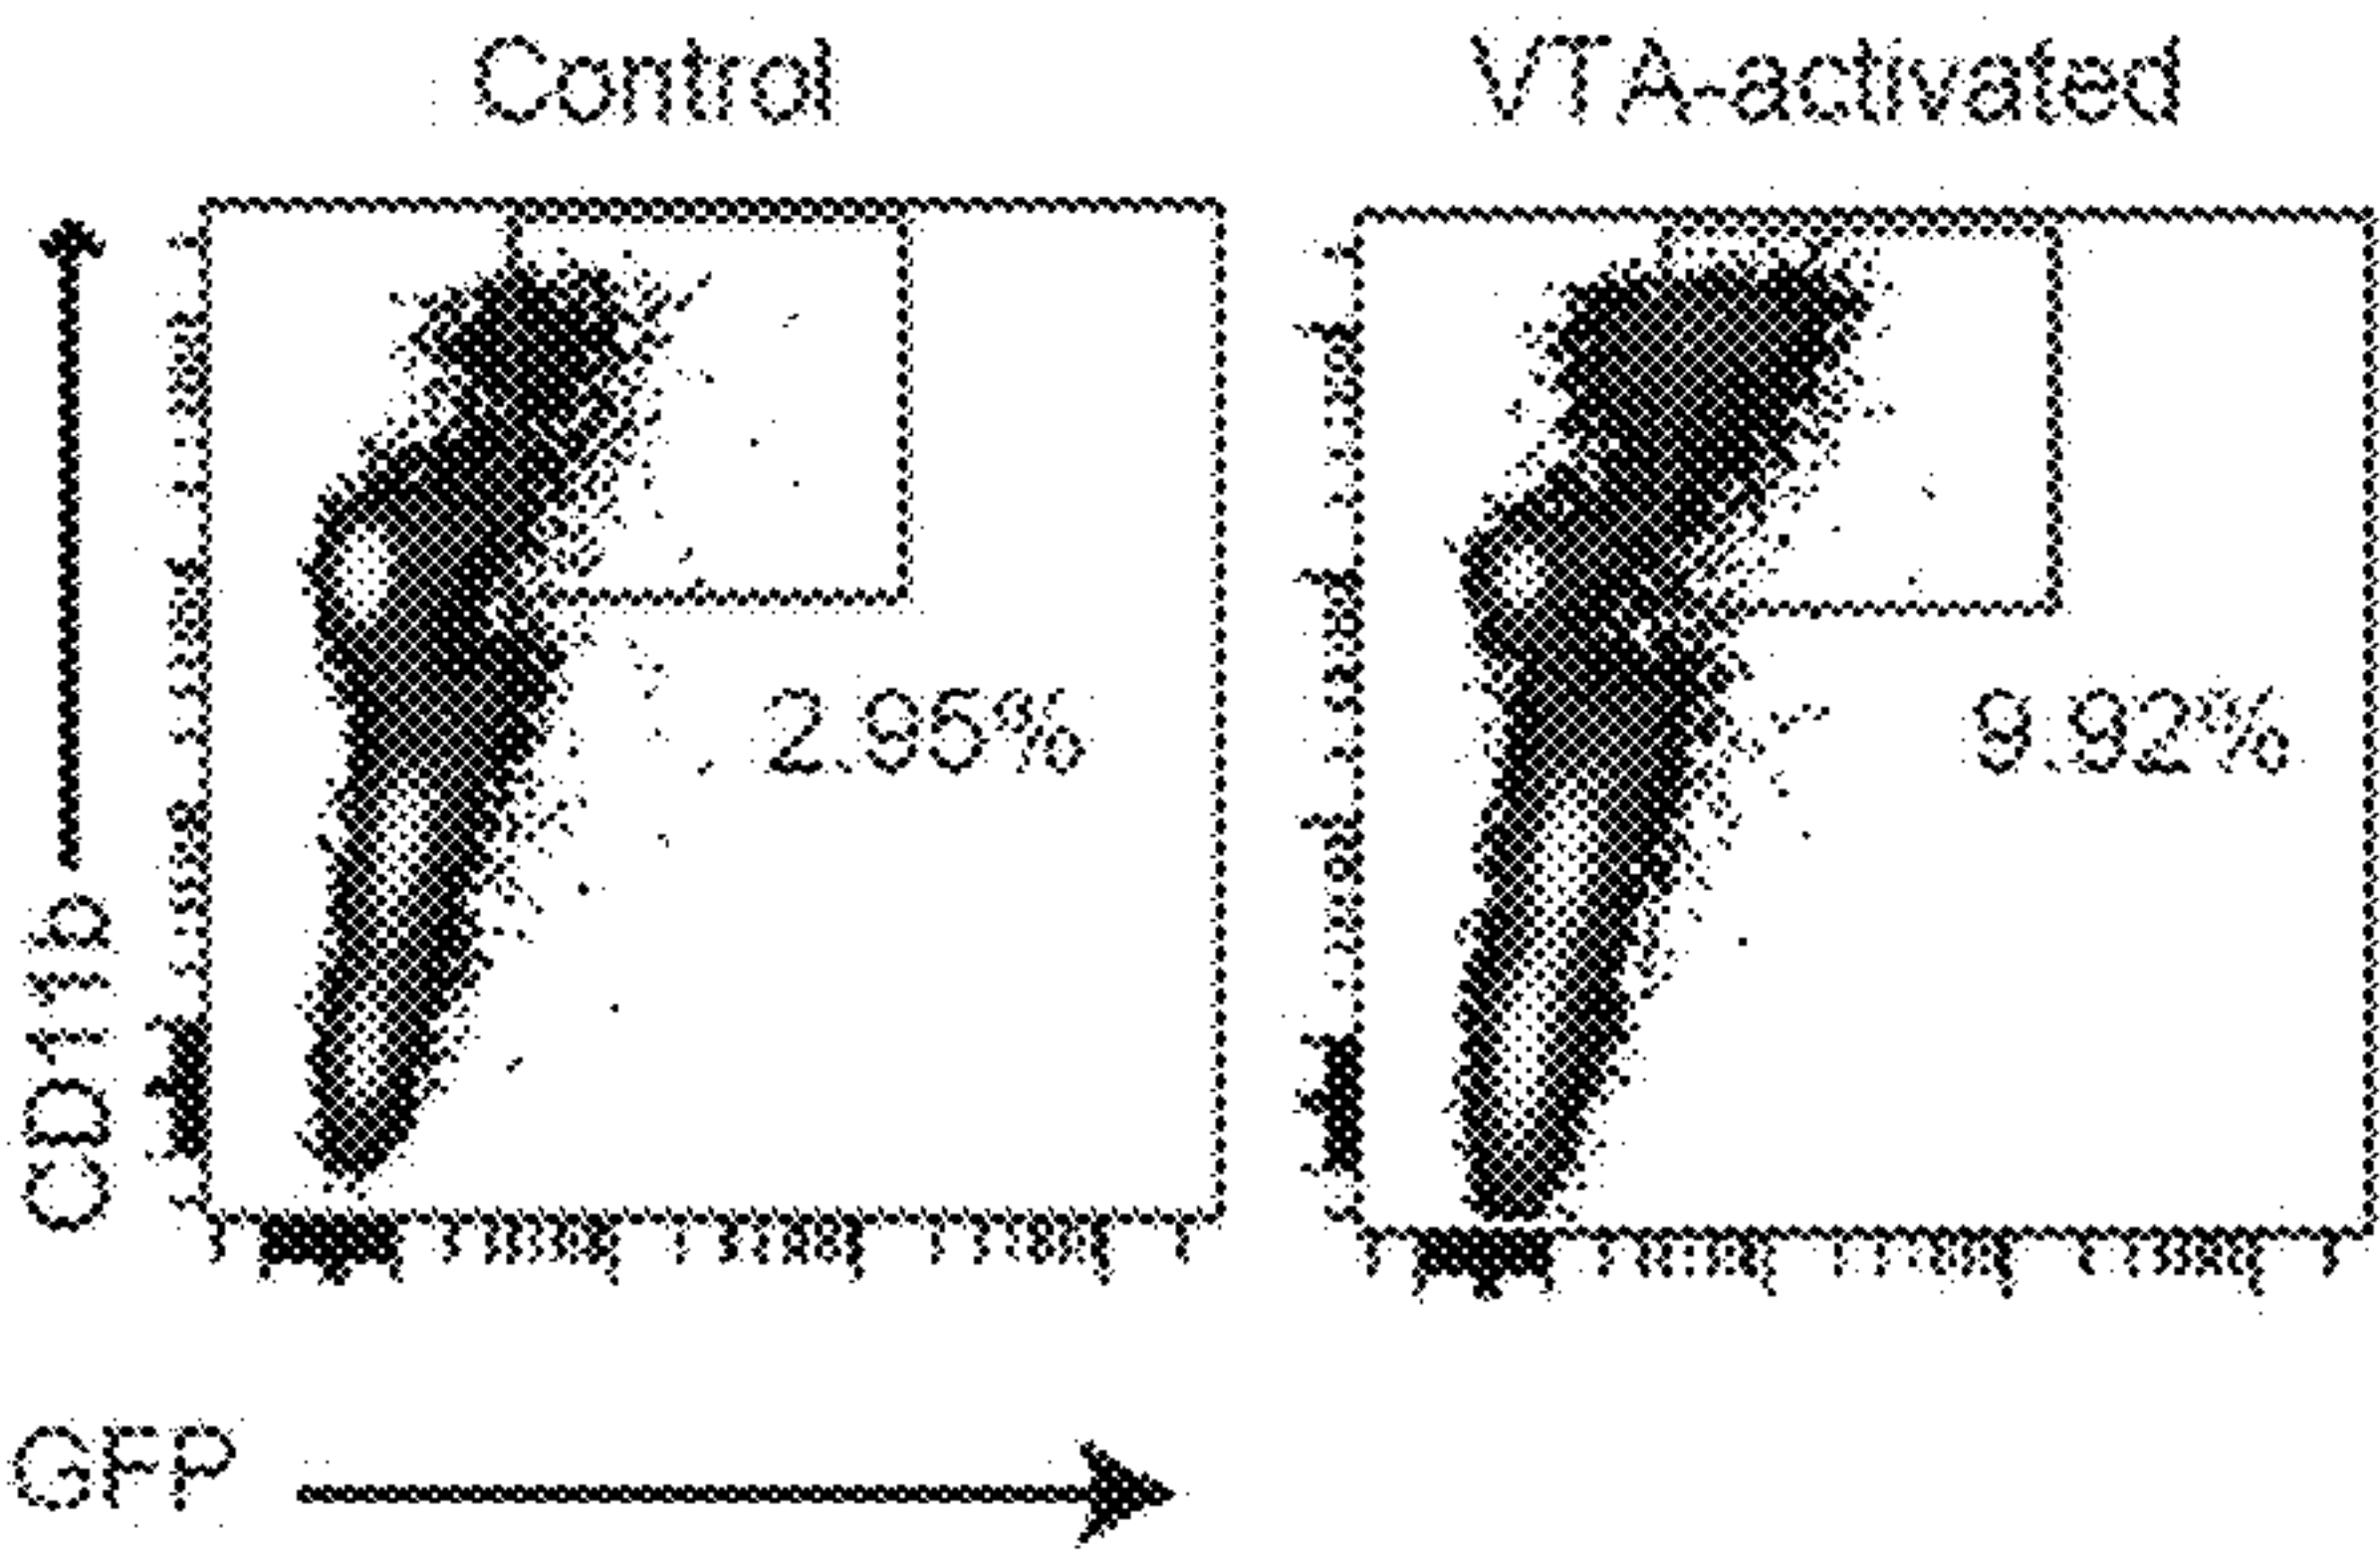 Control
VTA-activated
CD11b
2.95%
9.92%
GFP